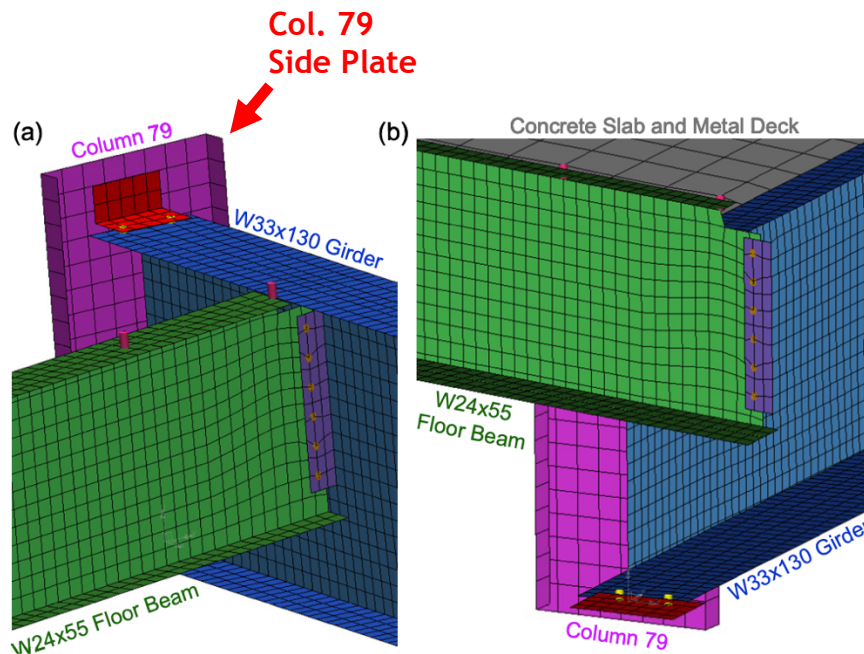 Col. 79
Side Plate
(a)
Column 79
W33x130 Girder
W24x55 Floor Beam
(b)
Concrete Slab and Metal Deck
W24x55
Floor Beam
W33x130 Girder
Column 79